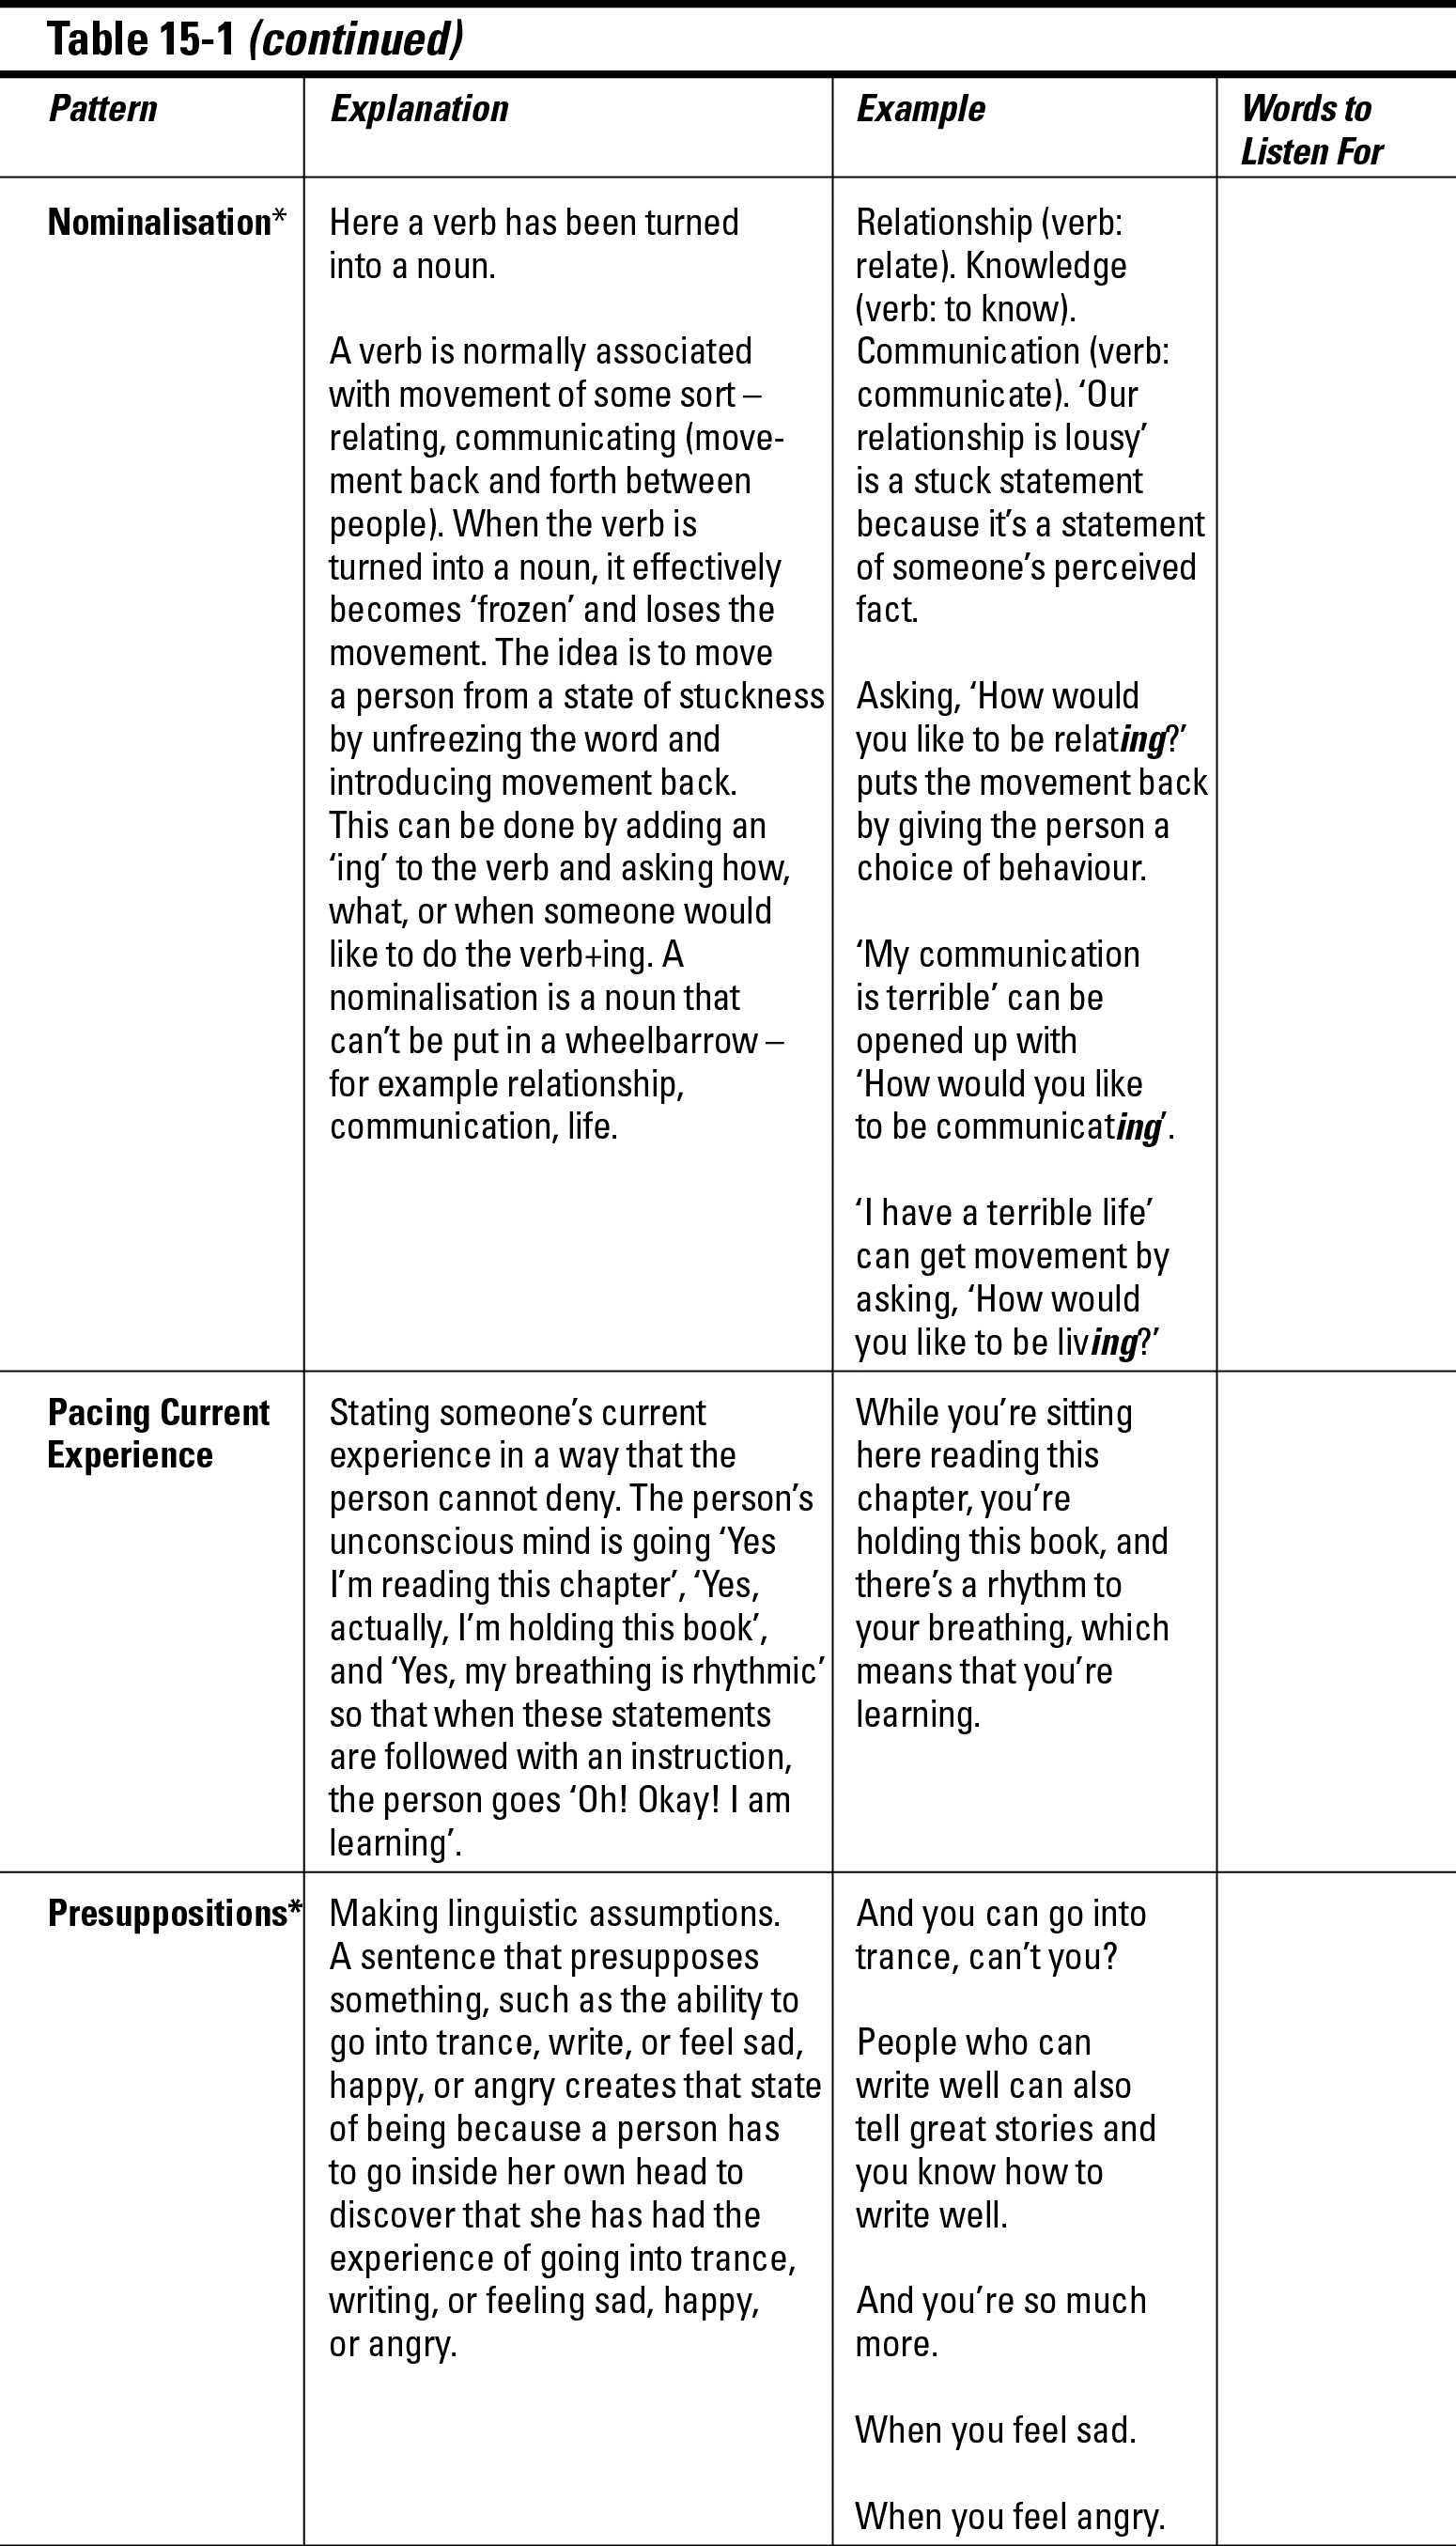 Table 15-1 (continued)
Pattern
Explanation
Example
Words to
Listen For
Nominalisation*
Here a verb has been turned
into a noun.
A verb is normally associated
with movement of some sort –
relating, communicating (move-
ment back and forth between
people). When the verb is
turned into a noun, it effectively
becomes ‘frozen’ and loses the
movement. The idea is to move
a person from a state of stuckness
by unfreezing the word and
introducing movement back.
This can be done by adding an
‘ing’ to the verb and asking how,
what, or when someone would
like to do the verb+ing. A
nominalisation is a noun that
can’t be put in a wheelbarrow –
for example relationship,
communication, life.
Relationship (verb:
relate). Knowledge
(verb: to know).
Communication (verb:
communicate). ‘Our
relationship is lousy’
is a stuck statement
because it’s a statement
of someone’s perceived
fact.
Asking, ‘How would
you like to be relating?’
puts the movement back
by giving the person a
choice of behaviour.
‘My communication
is terrible’ can be
opened up with
‘How would you like
to be communicating’.
‘I have a terrible life’
can get movement by
asking, ‘How would
you like to be living?’
Pacing Current
Experience
Stating someone’s current
experience in a way that the
person cannot deny. The person’s
unconscious mind is going ‘Yes
I’m reading this chapter’, ‘Yes,
actually, I’m holding this book’,
and ‘Yes, my breathing is rhythmic’
so that when these statements
are followed with an instruction,
the person goes ‘Oh! Okay! I am
learning’.
While you’re sitting
here reading this
chapter, you’re
holding this book, and
there’s a rhythm to
your breathing, which
means that you’re
learning.
Presuppositions*
Making linguistic assumptions.
A sentence that presupposes
something, such as the ability to
go into trance, write, or feel sad,
happy, or angry creates that state
of being because a person has
to go inside her own head to
discover that she has had the
experience of going into trance,
writing, or feeling sad, happy,
or angry.
And you can go into
trance, can’t you?
People who can
write well can also
tell great stories and
you know how to
write well.
And you’re so much
more.
When you feel sad.
When you feel angry.